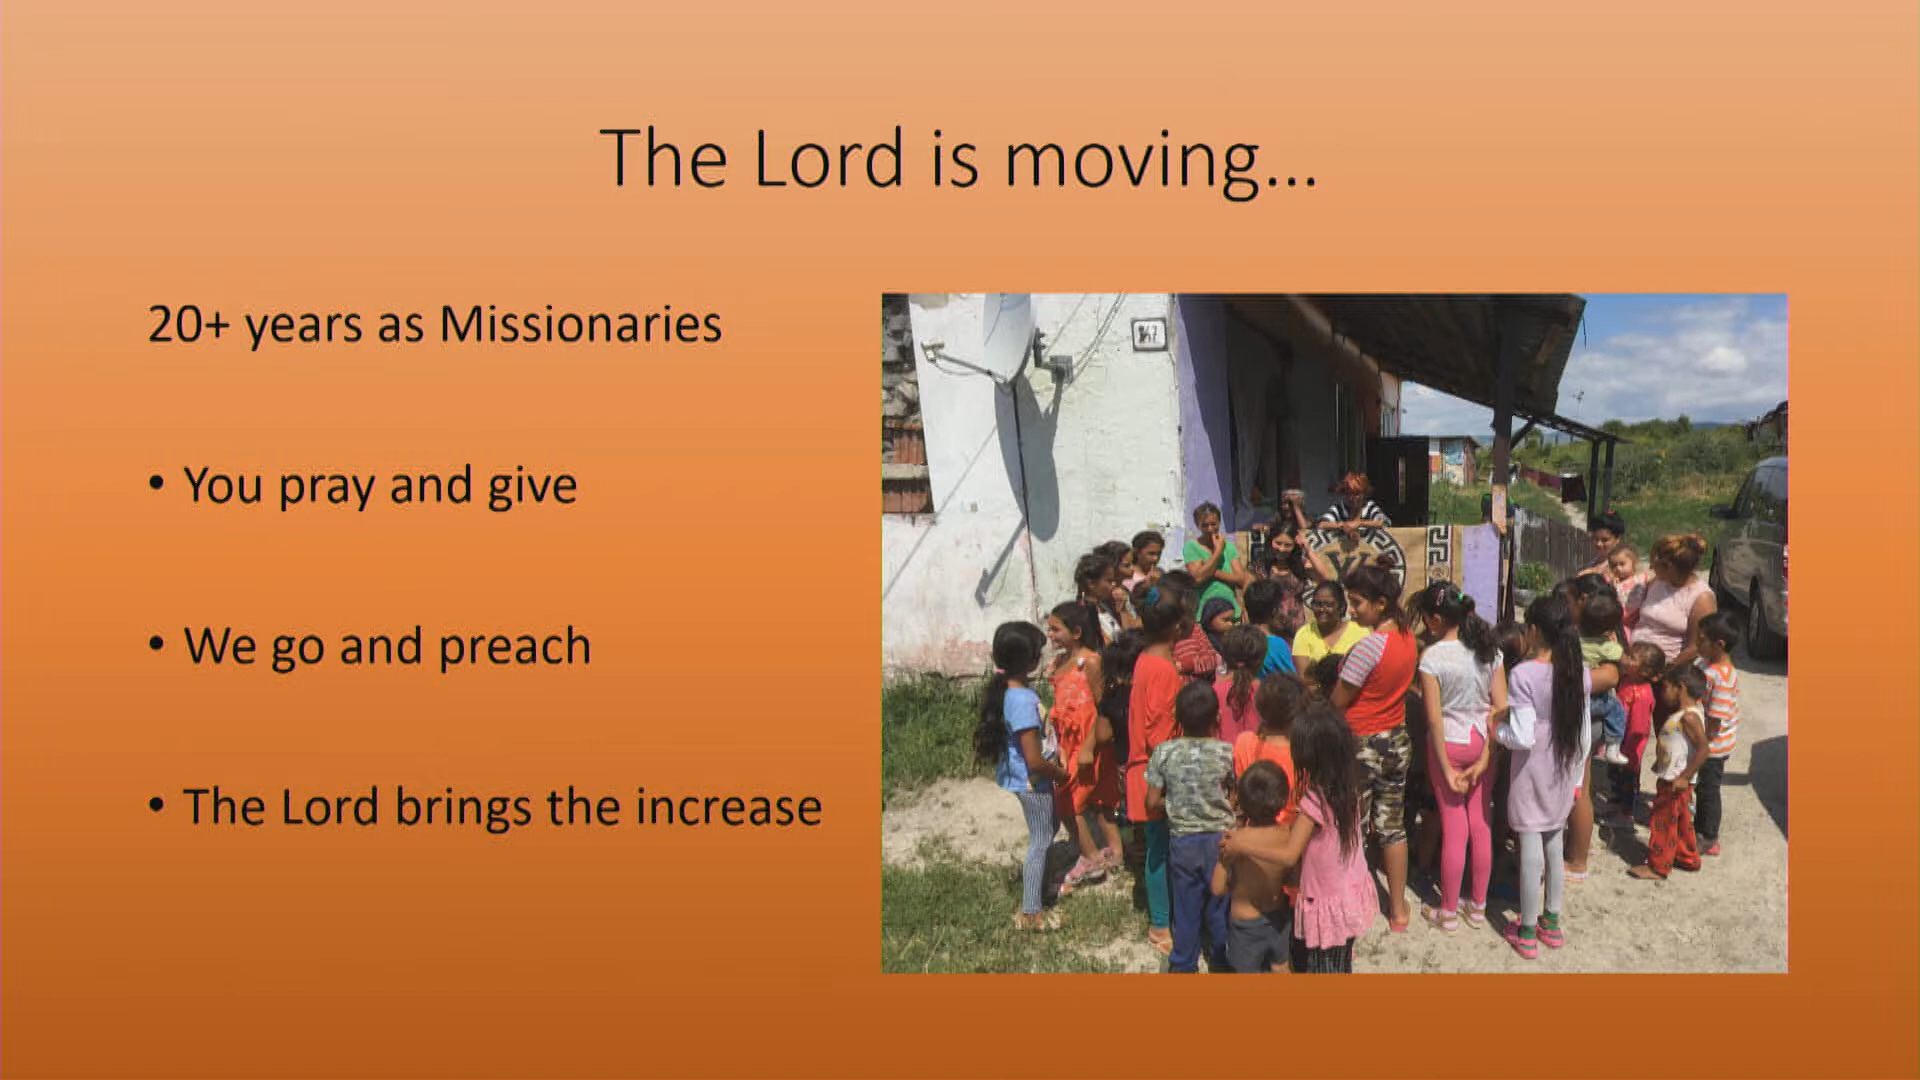 The Lord is moving...
20+ years as Missionaries
• You pray and give
• We go and preach
• The Lord brings the increase